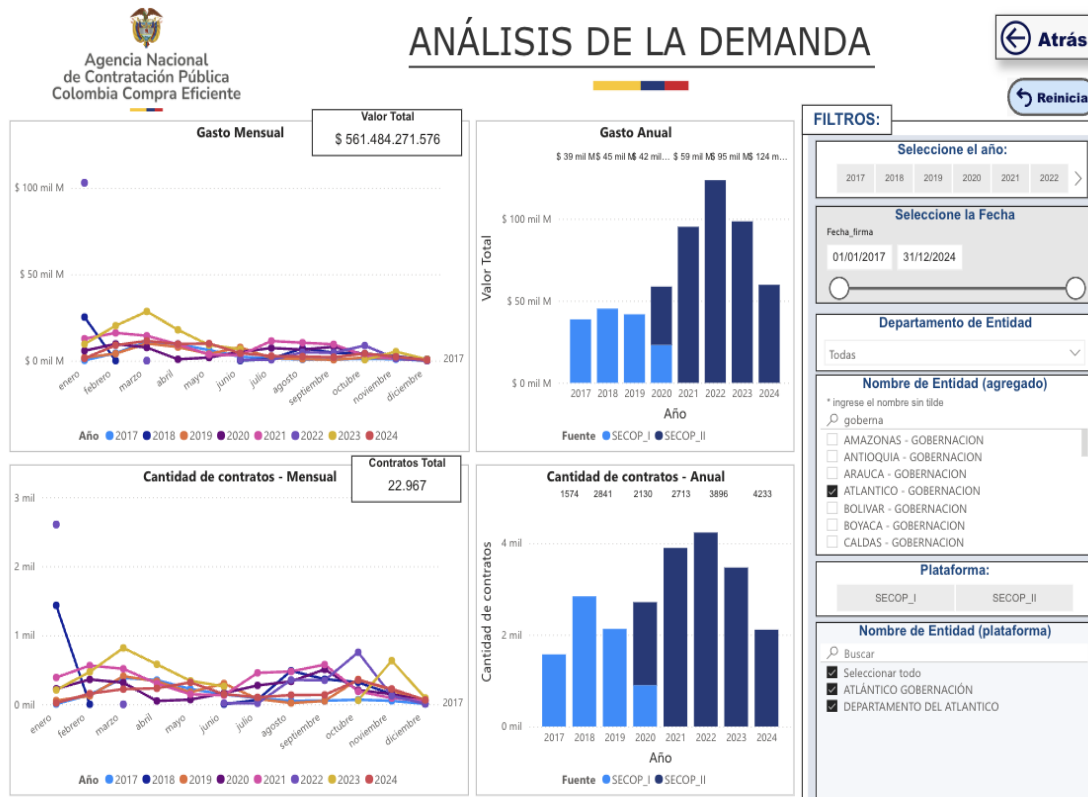 Agencia Nacional
de Contratación Pública
Colombia Compra Eficiente
ANÁLISIS DE LA DEMANDA
Atrás
Reinicia
Gasto Mensual
Valor Total
$ 561.484.271.576
$ 100 mil M
$ 50 mil M
$ 0 mil M
2017
enero
febrero
marzo
abril
mayo
junio
julio
agosto
septiembre
octubre
noviembre
diciembre
Año 2017 2018 2019 2020 2021 2022 2023 2024
Gasto Anual
$ 39 mil M $ 45 mil M $ 42 mil... $ 59 mil M $ 95 mil M $ 124 m...
Valor Total
$ 100 mil M
$ 50 mil M
$ 0 mil M
2017 2018 2019 2020 2021 2022 2023 2024
Año
Fuente SECOP_I SECOP_II
Cantidad de contratos - Mensual
Contratos Total
22.967
3 mil
2 mil
1 mil
0 mil
2017
enero
febrero
marzo
abril
mayo
junio
julio
agosto
septiembre
octubre
noviembre
diciembre
Año 2017 2018 2019 2020 2021 2022 2023 2024
Cantidad de contratos - Anual
1574 2841 2130 2713 3896 4233
Cantidad de contratos
4 mil
2 mil
0 mil
2017 2018 2019 2020 2021 2022 2023 2024
Año
Fuente SECOP_I SECOP_II
FILTROS:
Seleccione el año:
2017 2018 2019 2020 2021 2022
Seleccione la Fecha
Fecha_firma
01/01/2017 31/12/2024
Departamento de Entidad
Todas
Nombre de Entidad (agregado)
* ingrese el nombre sin tilde
goberna
AMAZONAS - GOBERNACION
ANTIOQUIA - GOBERNACION
ARAUCA - GOBERNACION
ATLANTICO - GOBERNACION
BOLIVAR - GOBERNACION
BOYACA - GOBERNACION
CALDAS - GOBERNACION
Plataforma:
SECOP_I SECOP_II
Nombre de Entidad (plataforma)
Buscar
Seleccionar todo
ATLÁNTICO GOBERNACIÓN
DEPARTAMENTO DEL ATLANTICO